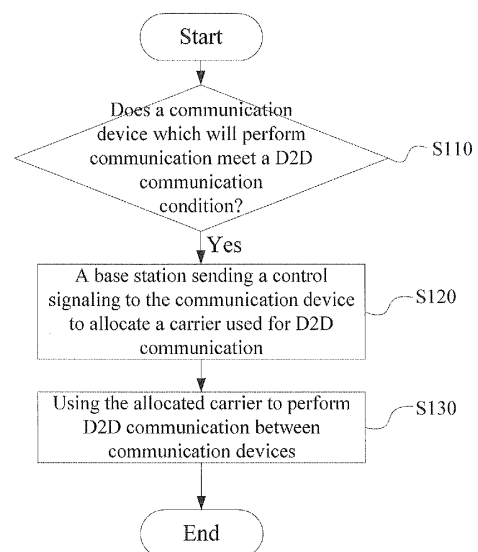 Start
Does a communication
device which will perform
communication meet a D2D
communication
condition?
S110
Yes
A base station sending a control
signaling to the communication device
to allocate a carrier used for D2D
communication
S120
Using the allocated carrier to perform
D2D communication between
communication devices
S130
End